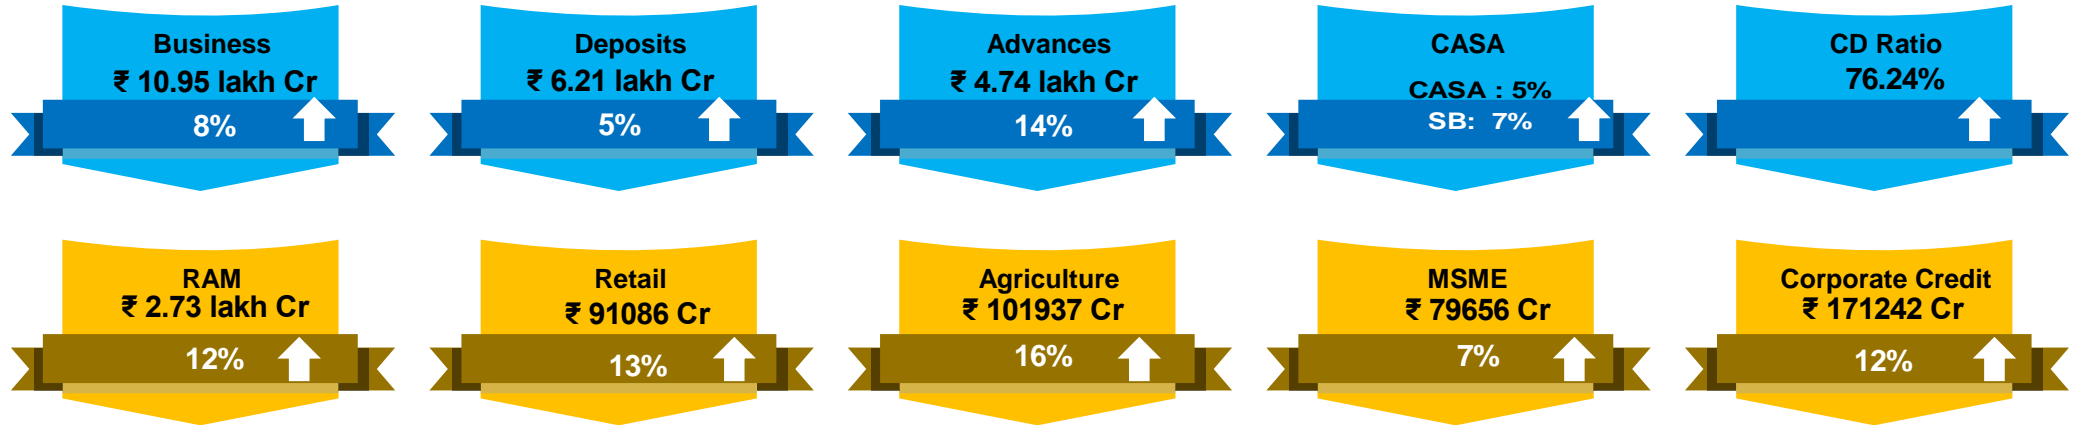 Business
₹ 10.95 lakh Cr
8%
Deposits
₹ 6.21 lakh Cr
5%
Advances
₹ 4.74 lakh Cr
14%
CASA
CASA : 5%
SB: 7%
CD Ratio
76.24%
RAM
₹ 2.73 lakh Cr
12%
Retail
₹ 91086 Cr
13%
Agriculture
₹ 101937 Cr
16%
MSME
₹ 79656 Cr
7%
Corporate Credit
₹ 171242 Cr
12%